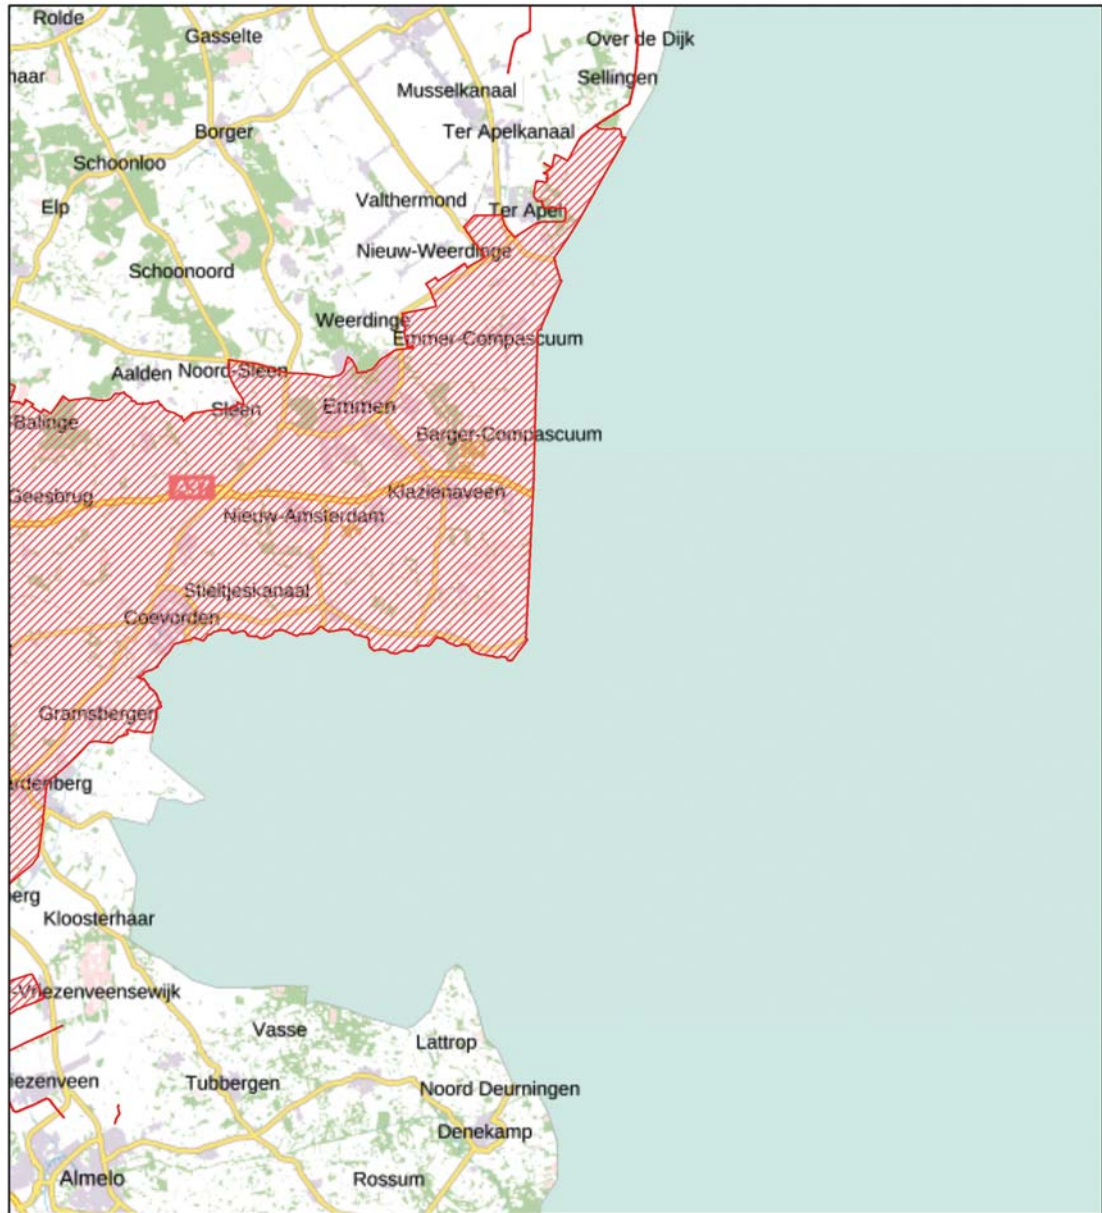 Rolde
Gasselte
Over de Dijk
naar
Sellingen
Musselkanaal
Borger
Ter Apelkanaal
Schoonloo
Valthermond
Elp
Ter Apel
Nieuw-Weerdinge
Schoonoord
Weerdinge
Emmer-Compascuum
Aalden
Noord-Sleen
Sleen
Emmen
-Balinge
Barger-Compascuum
A37
Geesbrug
Klazienaveen
Nieuw-Amsterdam
Stieltjeskanaal
Coevorden
Gramsbergen
erdenberg
erg
Kloosterhaar
-Vriezenveensewijk
Vasse
Lattrop
iezenveen
Tubbergen
Noord Deurningen
Denekamp
Almelo
Rossum